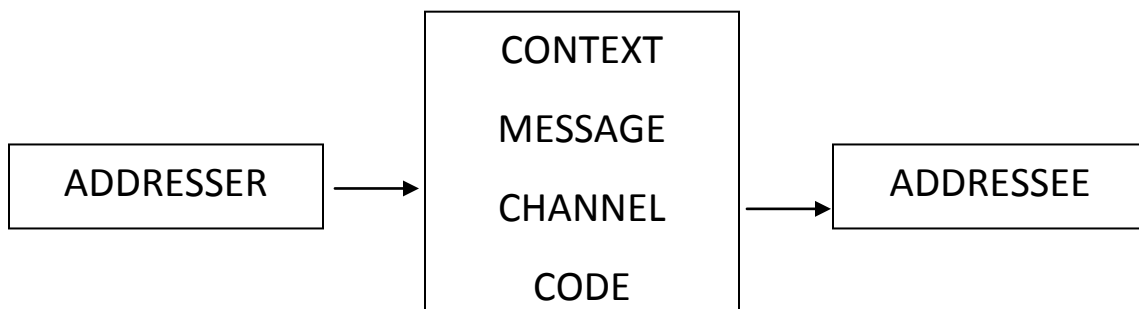 ADDRESSER
CONTEXT
MESSAGE
CHANNEL
CODE
ADDRESSEE